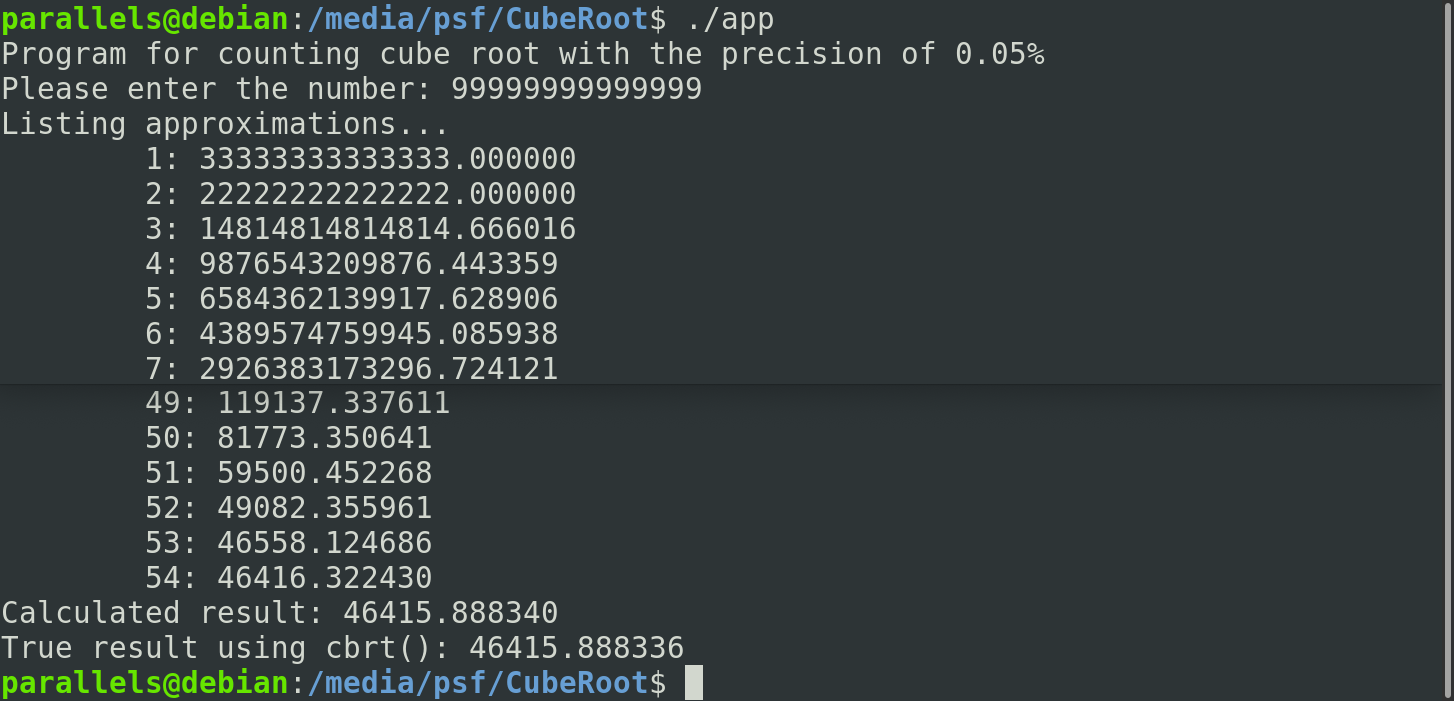 parallels@debian:/media/psf/CubeRoot$ ./app
Program for counting cube root with the precision of 0.05%
Please enter the number: 99999999999999
Listing approximations...
        1: 33333333333333.000000
        2: 22222222222222.000000
        3: 14814814814814.666016
        4: 9876543209876.443359
        5: 6584362139917.628906
        6: 4389574759945.085938
        7: 2926383173296.724121
        49: 119137.337611
        50: 81773.350641
        51: 59500.452268
        52: 49082.355961
        53: 46558.124686
        54: 46416.322430
Calculated result: 46415.888340
True result using cbrt(): 46415.888336
parallels@debian:/media/psf/CubeRoot$